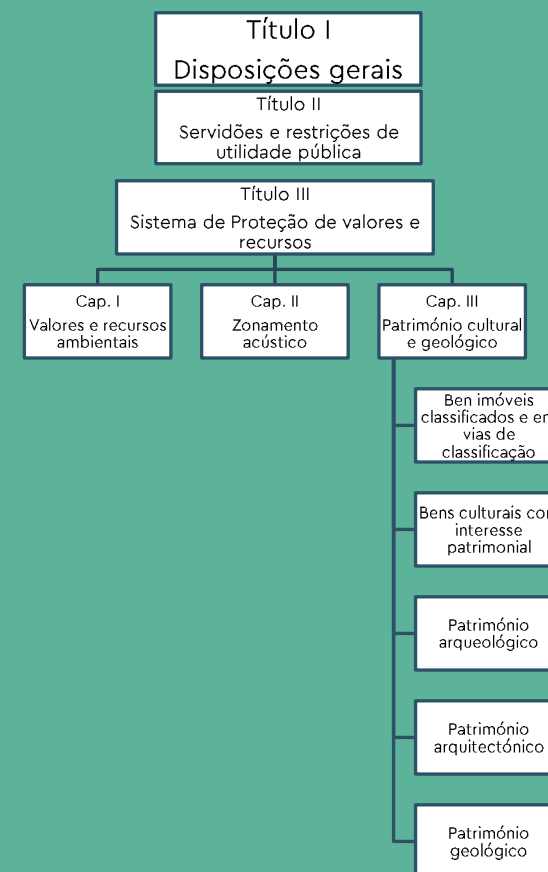 Título I
Disposições gerais
Título II
Servidões e restrições de
utilidade pública
Título III
Sistema de Proteção de valores e
recursos
Cap. I
Valores e recursos
ambientais
Cap. II
Zonamento
acústico
Cap. III
Património cultural
e geológico
Ben imóveis
classificados e
vias de
classificação
Bens culturais
interesse
patrimonial
Património
arqueológico
Património
arquitectónico
Património
geológico